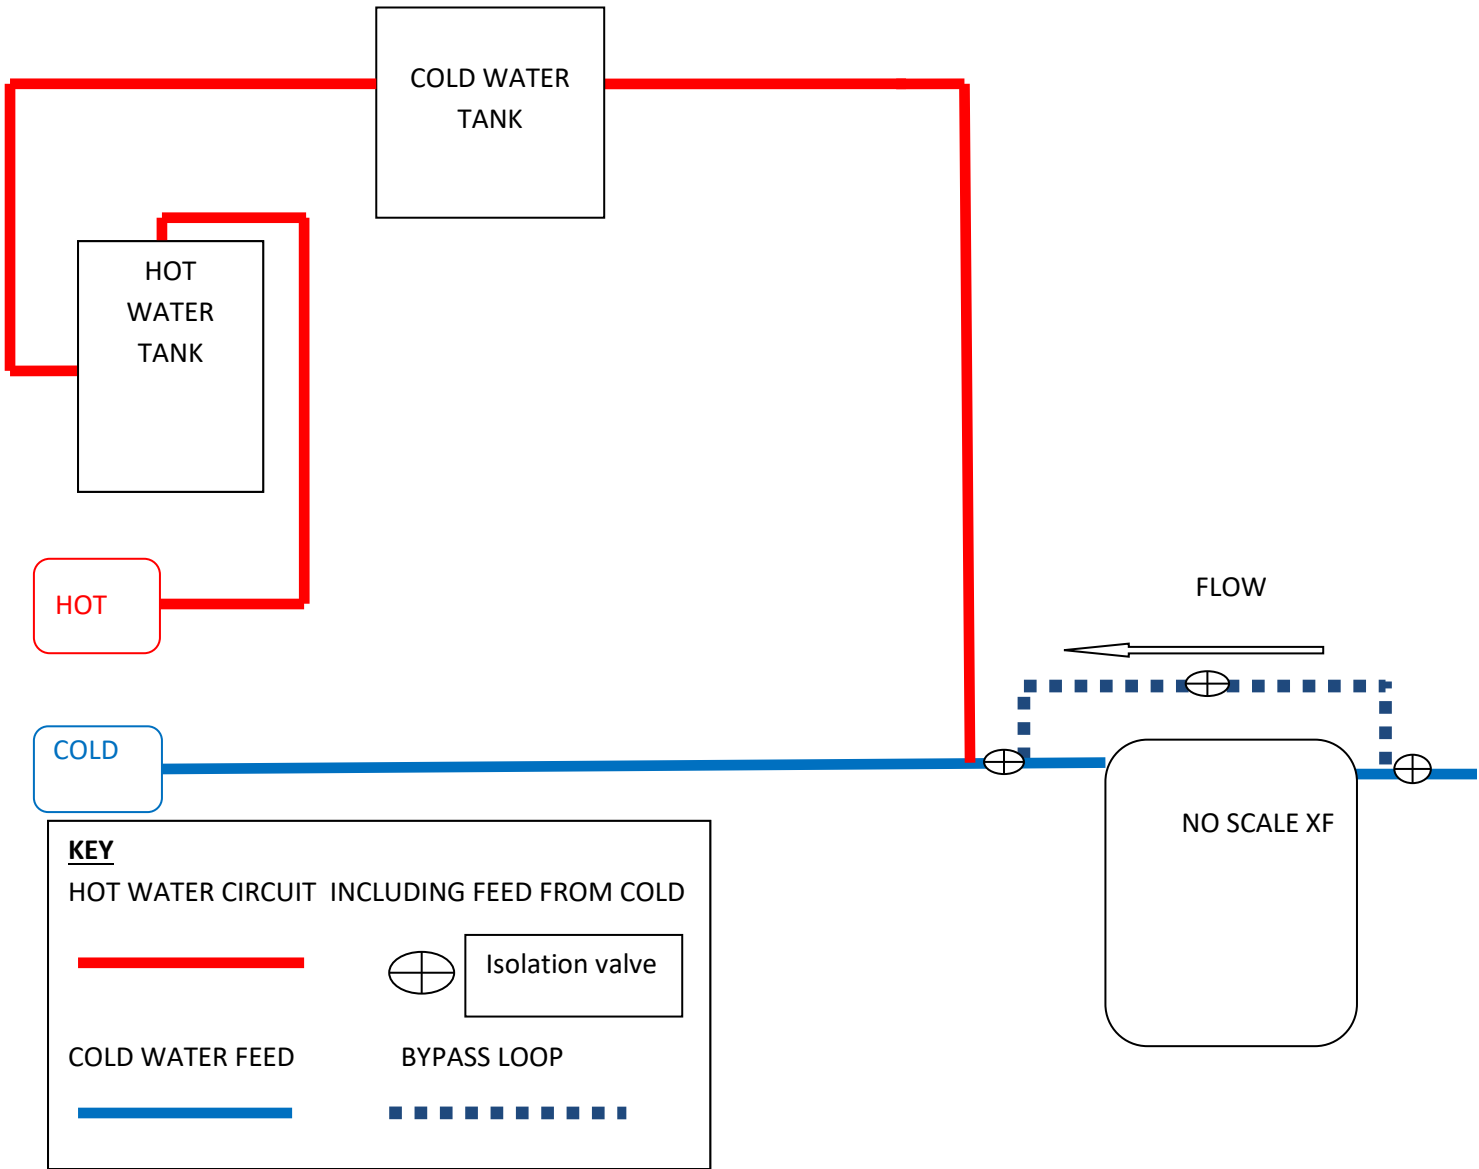 COLD WATER
TANK
HOT
WATER
TANK
HOT
FLOW
COLD
NO SCALE XF
KEY
HOT WATER CIRCUIT  INCLUDING FEED FROM COLD
Isolation valve
COLD WATER FEED
BYPASS LOOP